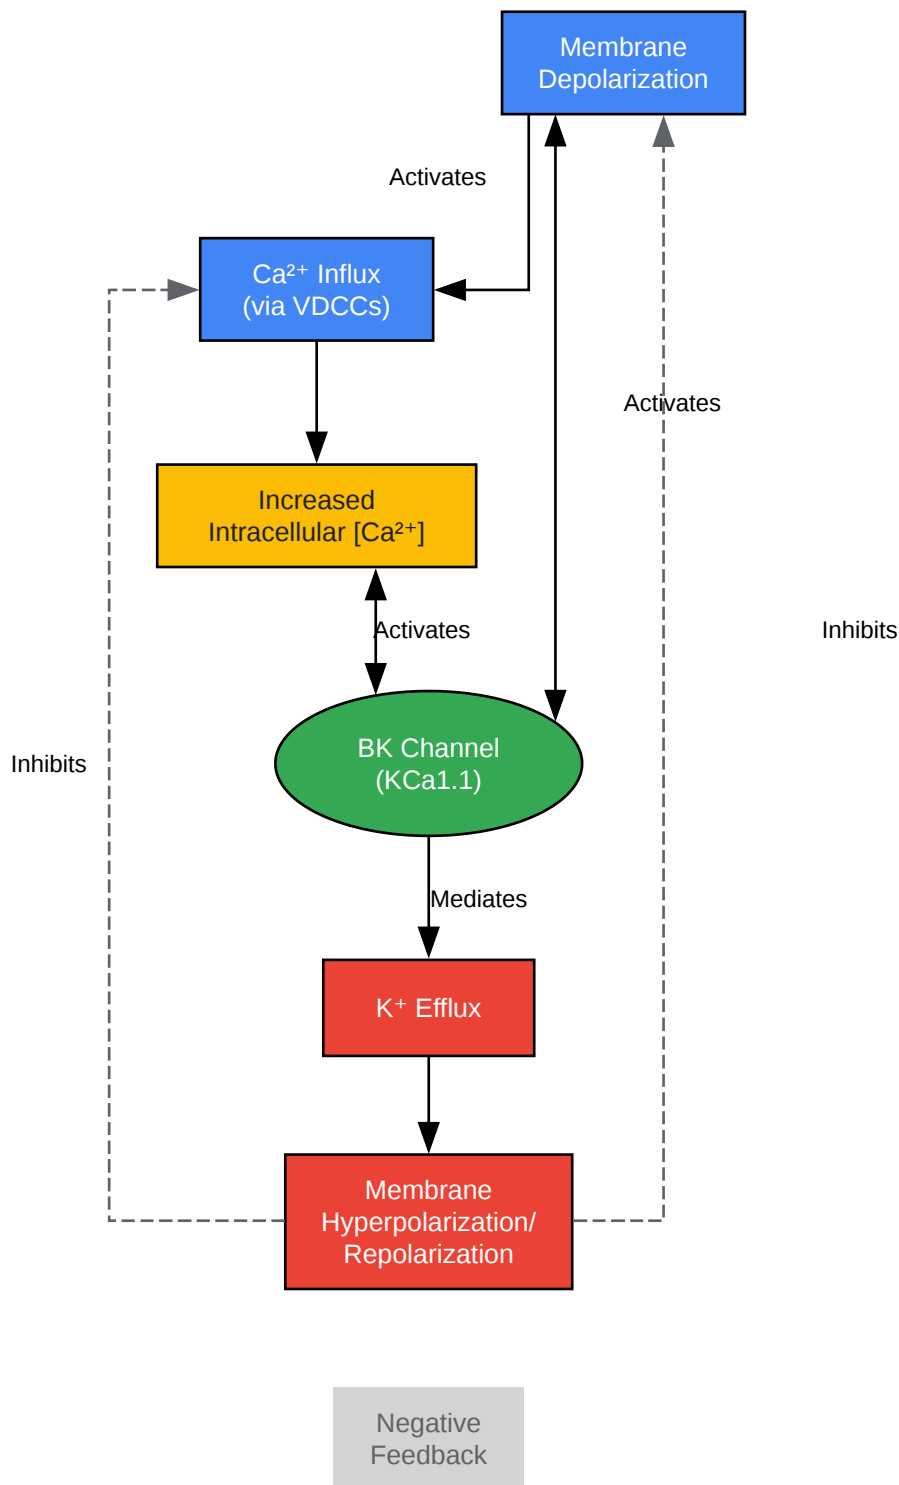 Membrane
Depolarization
Activates
Ca²⁺ Influx
(via VDCCs)
Activates
Increased
Intracellular [Ca²⁺]
Activates
Inhibits
BK Channel
(KCa1.1)
Inhibits
Mediates
K⁺ Efflux
Membrane
Hyperpolarization/
Repolarization
Negative
Feedback